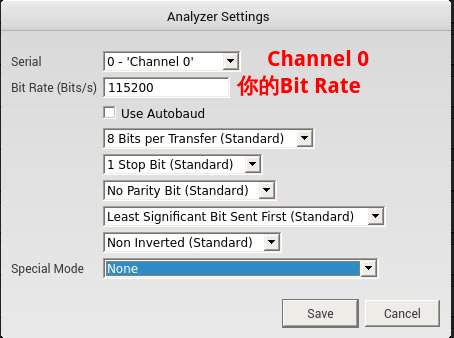 Analyzer Settings
Serial 0 - 'Channel 0' Channel 0
Bit Rate (Bits/s) 115200 你的Bit Rate
Use Autobaud
8 Bits per Transfer (Standard)
1 Stop Bit (Standard)
No Parity Bit (Standard)
Least Significant Bit Sent First (Standard)
Non Inverted (Standard)
Special Mode None
Save Cancel